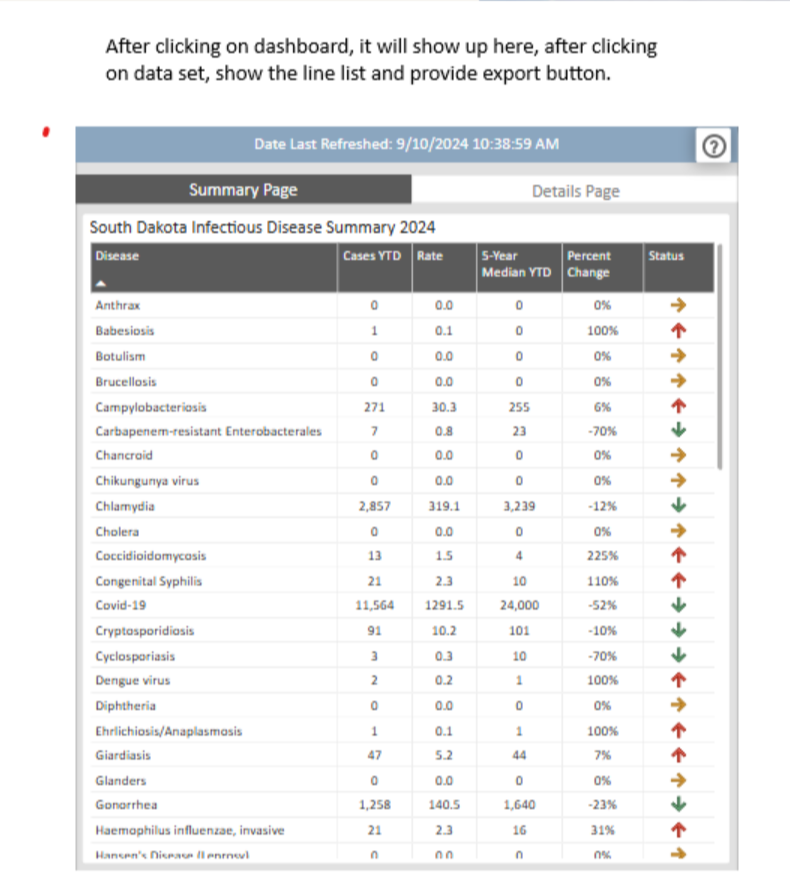 After clicking on dashboard, it will show up here, after clicking
on data set, show the line list and provide export button.
Date Last Refreshed: 9/10/2024 10:38:59 AM
?
Summary Page Details Page
South Dakota Infectious Disease Summary 2024
Disease Cases YTD Rate 5-Year Median YTD Percent Change Status
Anthrax 0 0.0 0 0%
Babesiosis 1 0.1 0 100%
Botulism 0 0.0 0 0%
Brucellosis 0 0.0 0 0%
Campylobacteriosis 271 30.3 255 6%
Carbapenem-resistant Enterobacterales 7 0.8 23 -70%
Chancroid 0 0.0 0 0%
Chikungunya virus 0 0.0 0 0%
Chlamydia 2,857 319.1 3,239 -12%
Cholera 0 0.0 0 0%
Coccidioidomycosis 13 1.5 4 225%
Congenital Syphilis 21 2.3 10 110%
Covid-19 11,564 1291.5 24,000 -52%
Cryptosporidiosis 91 10.2 101 -10%
Cyclosporiasis 3 0.3 10 -70%
Dengue virus 2 0.2 1 100%
Diphtheria 0 0.0 0 0%
Ehrlichiosis/Anaplasmosis 1 0.1 1 100%
Giardiasis 47 5.2 44 7%
Glanders 0 0.0 0 0%
Gonorrhea 1,258 140.5 1,640 -23%
Haemophilus influenzae, invasive 21 2.3 16 31%
Hansen's Disease (Leprosy) 0 0.0 0 0%